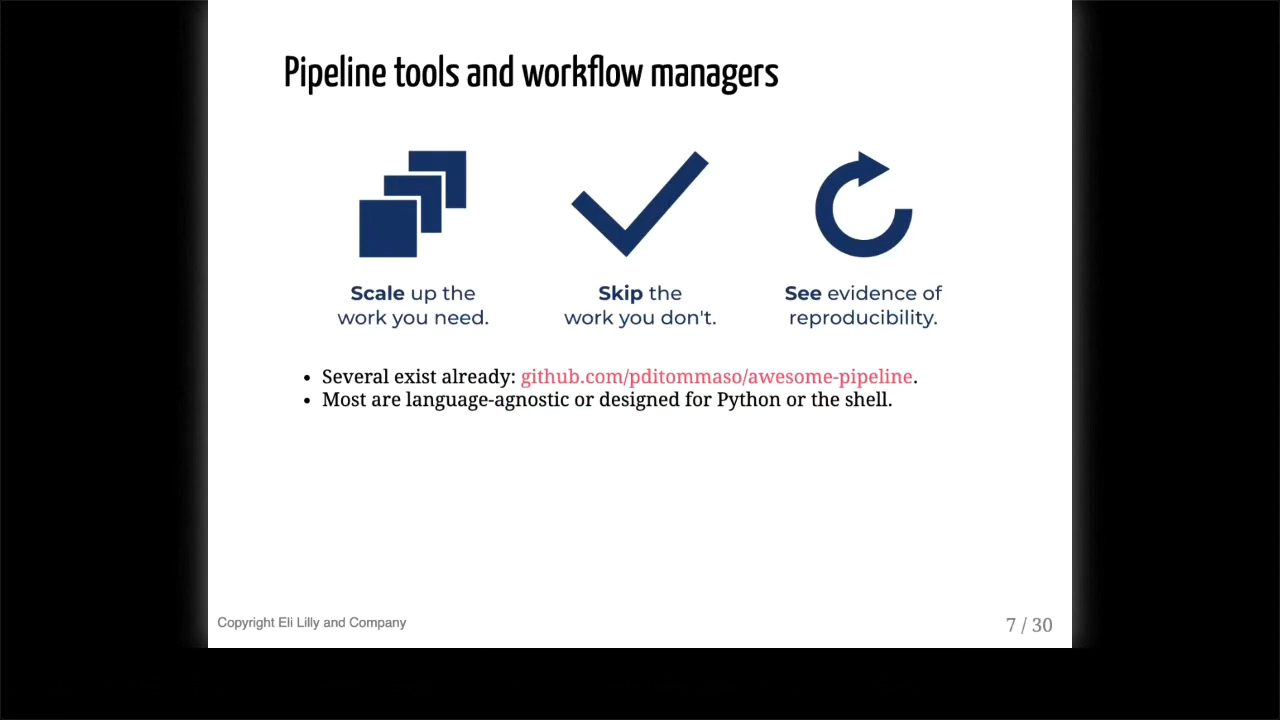 Pipeline tools and workflow managers
Scale up the
work you need.
Skip the
work you don't.
See evidence of
reproducibility.
• Several exist already: github.com/pditommaso/awesome-pipeline.
• Most are language-agnostic or designed for Python or the shell.
Copyright Eli Lilly and Company
7 / 30